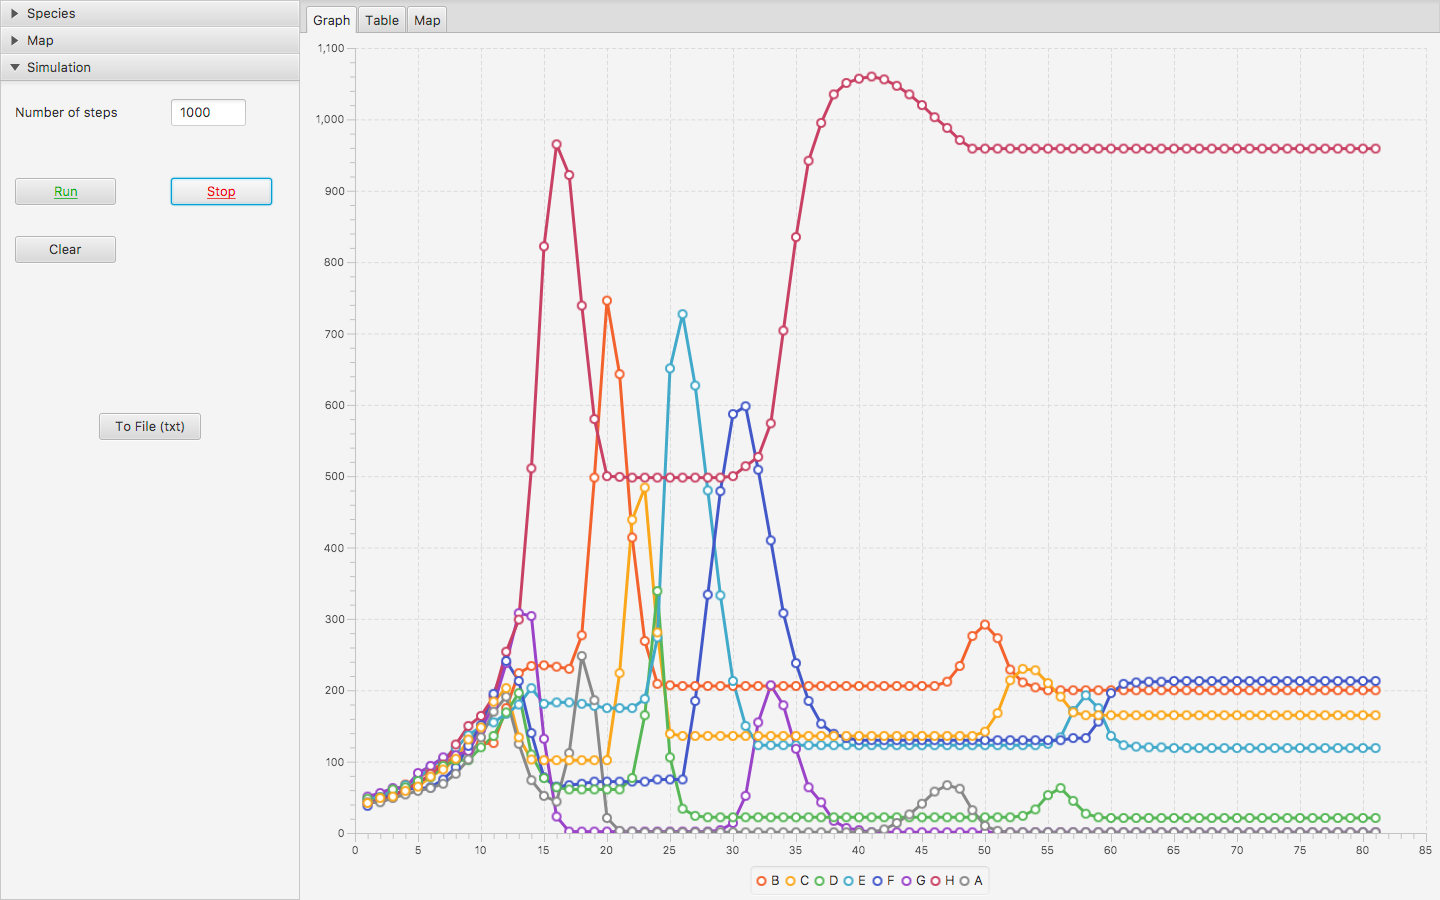 Species
Map
Simulation
Number of steps 1000
Run Stop
Clear
To File (txt)
Graph Table Map
1,100
1,000
900
800
700
600
500
400
300
200
100
0
0 5 10 15 20 25 30 35 40 45 50 55 60 65 70 75 80 85
B C D E F G H A